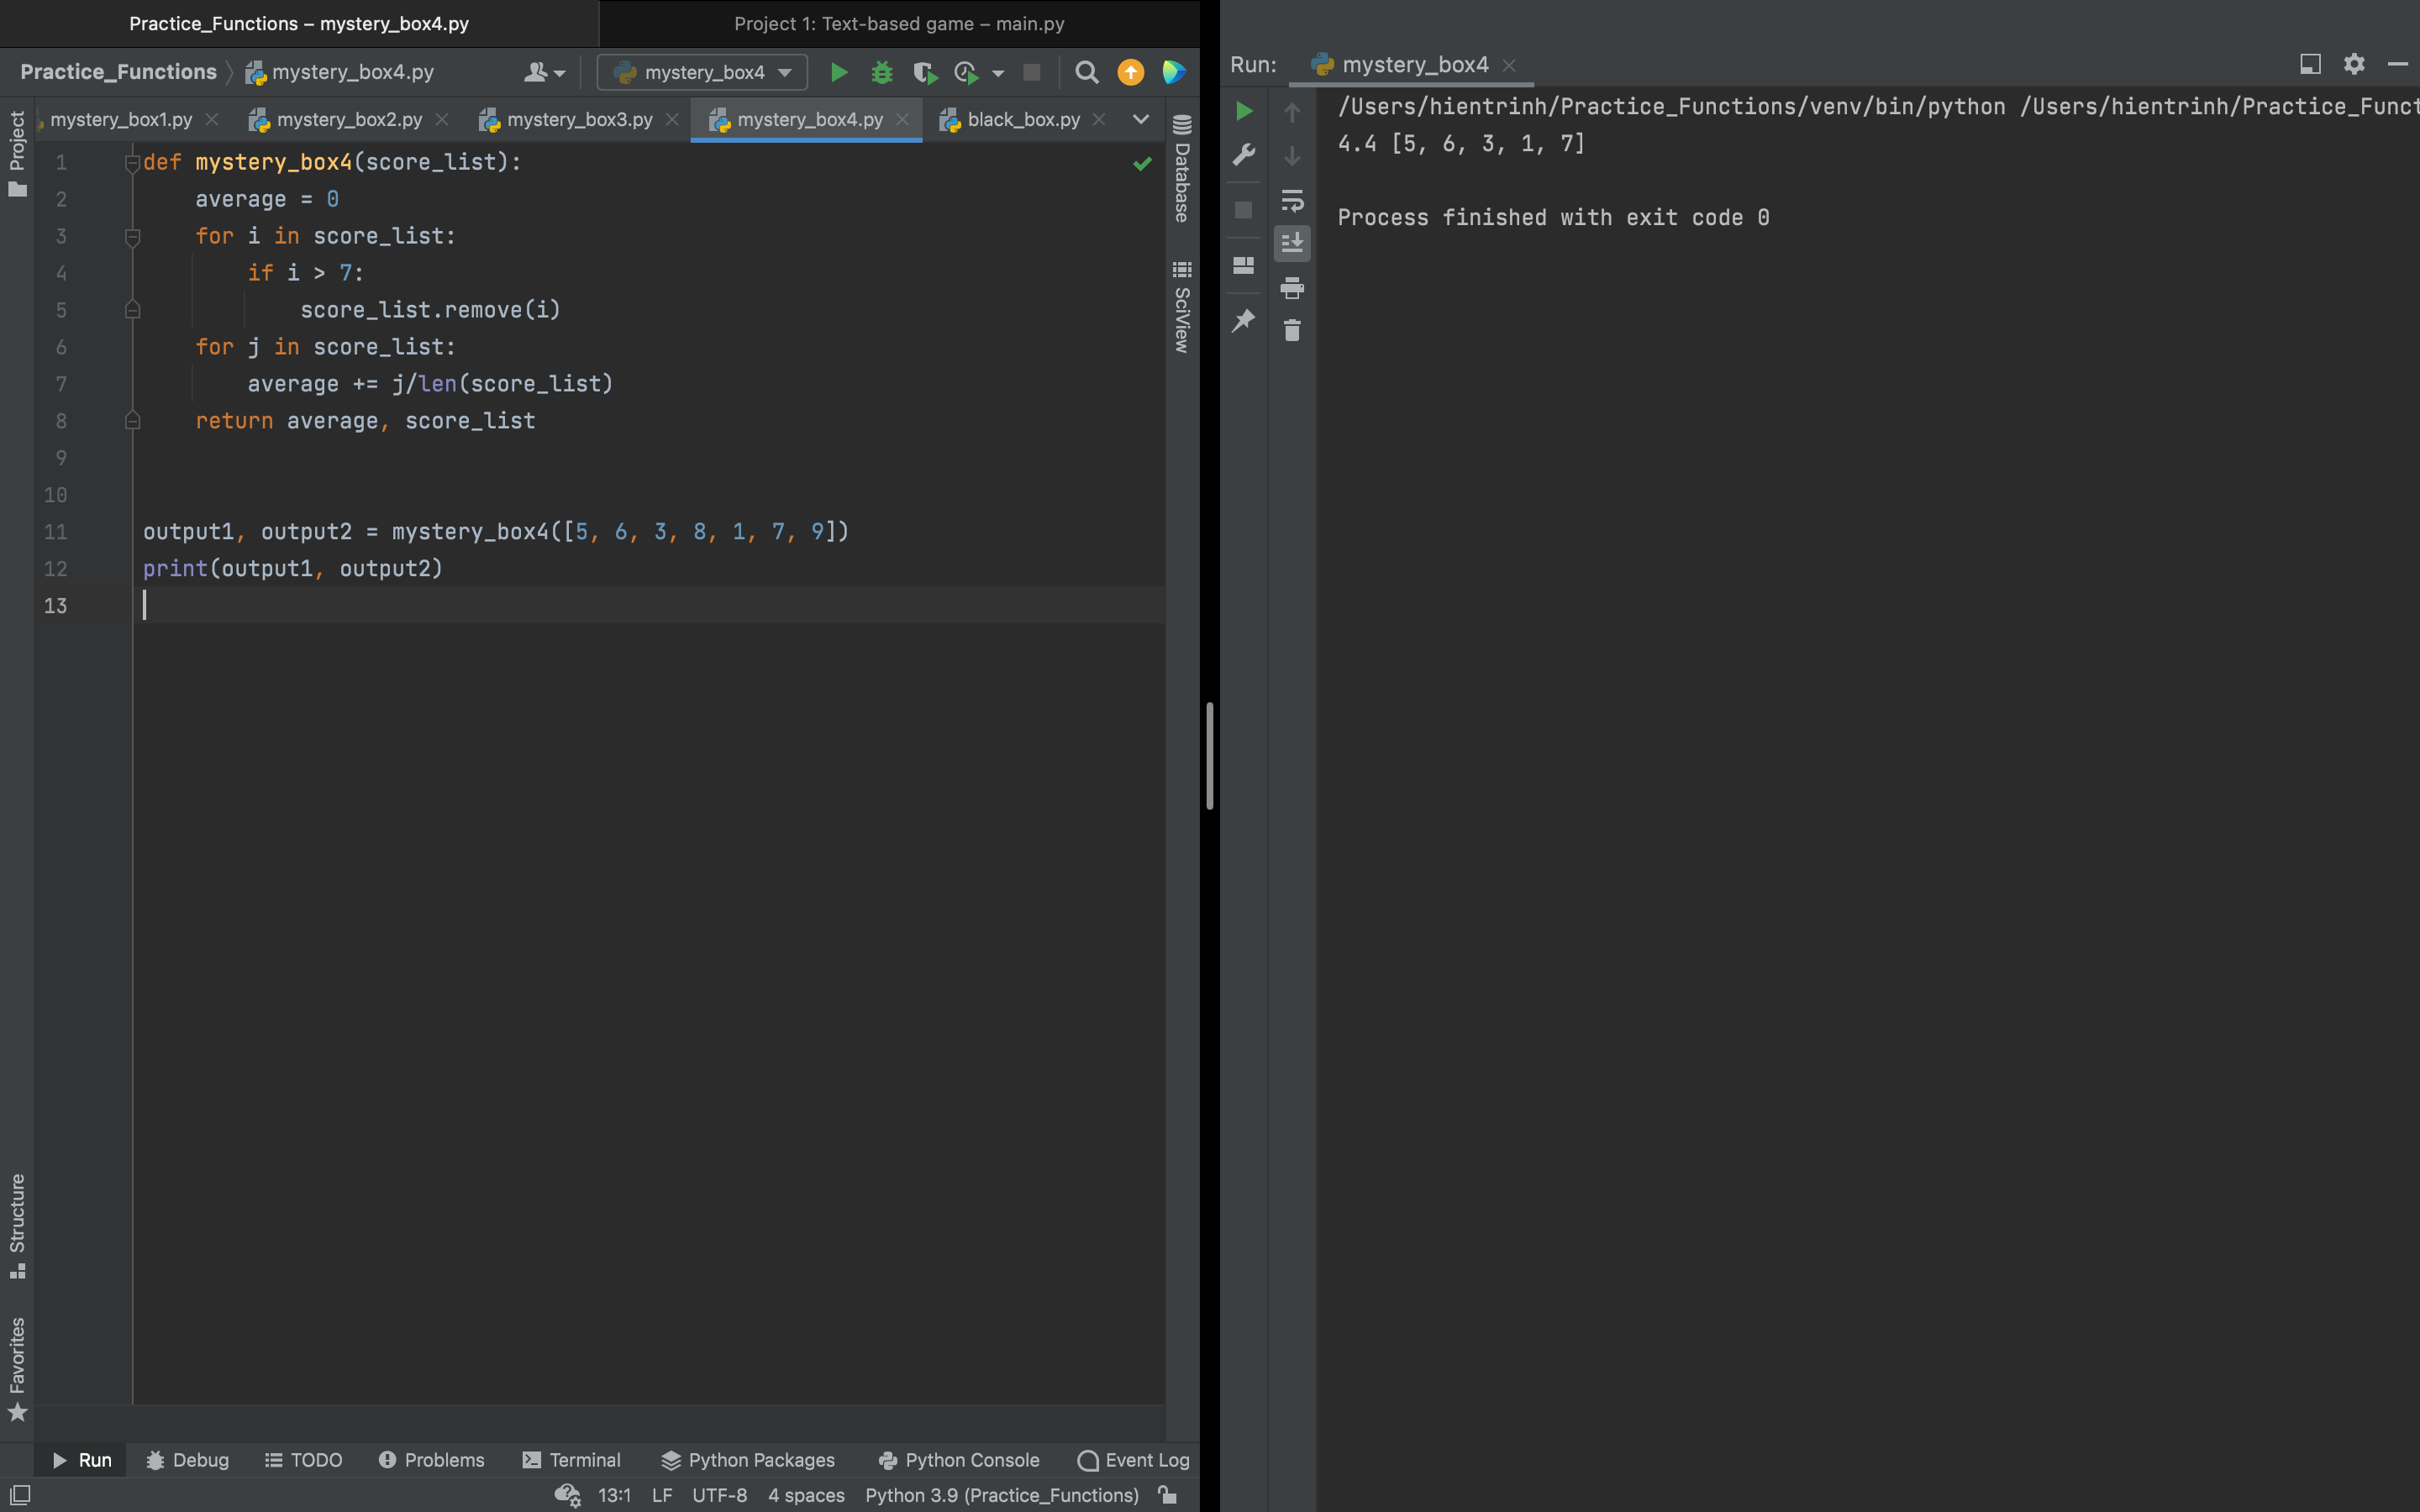 Practice_Functions – mystery_box4.py
Project 1: Text-based game – main.py
Practice_Functions
mystery_box4.py
mystery_box4
mystery_box1.py
mystery_box2.py
mystery_box3.py
mystery_box4.py
black_box.py
Project
Structure
Favorites
Database
SciView
1 def mystery_box4(score_list):
2     average = 0
3     for i in score_list:
4         if i > 7:
5             score_list.remove(i)
6     for j in score_list:
7         average += j/len(score_list)
8     return average, score_list
9
10
11 output1, output2 = mystery_box4([5, 6, 3, 8, 1, 7, 9])
12 print(output1, output2)
13
Run: mystery_box4
/Users/hientrinh/Practice_Functions/venv/bin/python /Users/hientrinh/Practice_Funct
4.4 [5, 6, 3, 1, 7]
Process finished with exit code 0
Run Debug TODO Problems Terminal Python Packages Python Console Event Log
13:1 LF UTF-8 4 spaces Python 3.9 (Practice_Functions)